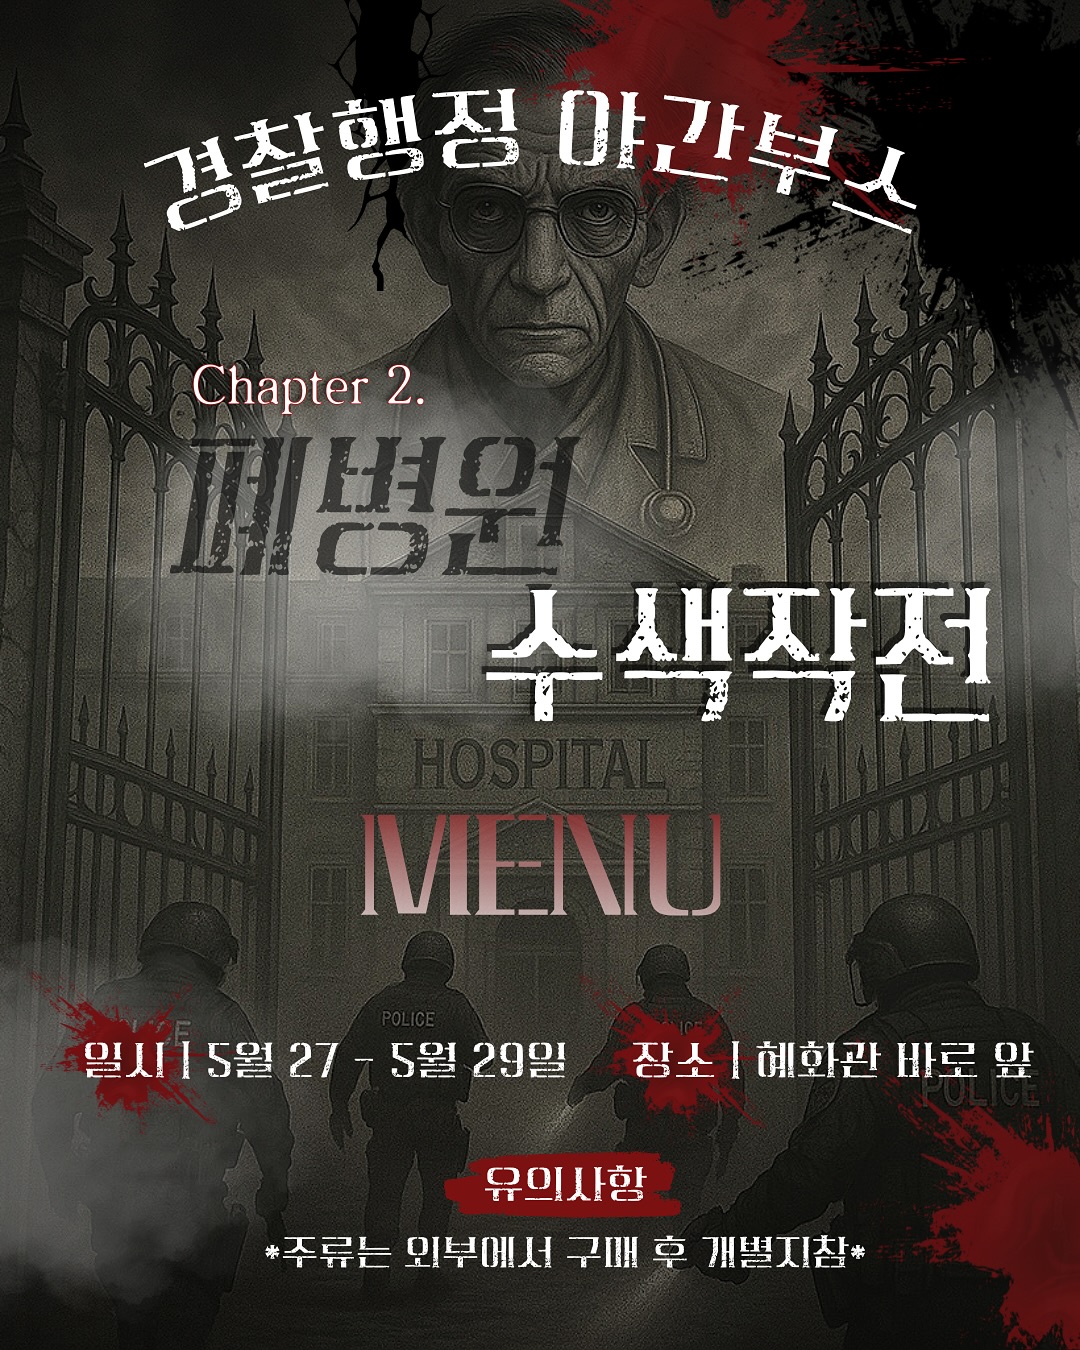 경찰행정 야간부스
Chapter 2.
폐병원
수색작전
HOSPITAL
MENU
POLICE
일시 | 5월 27 - 5월 29일
장소 | 혜화관 바로 앞
POLICE
유의사항
*주류는 외부에서 구매 후 개별지참*